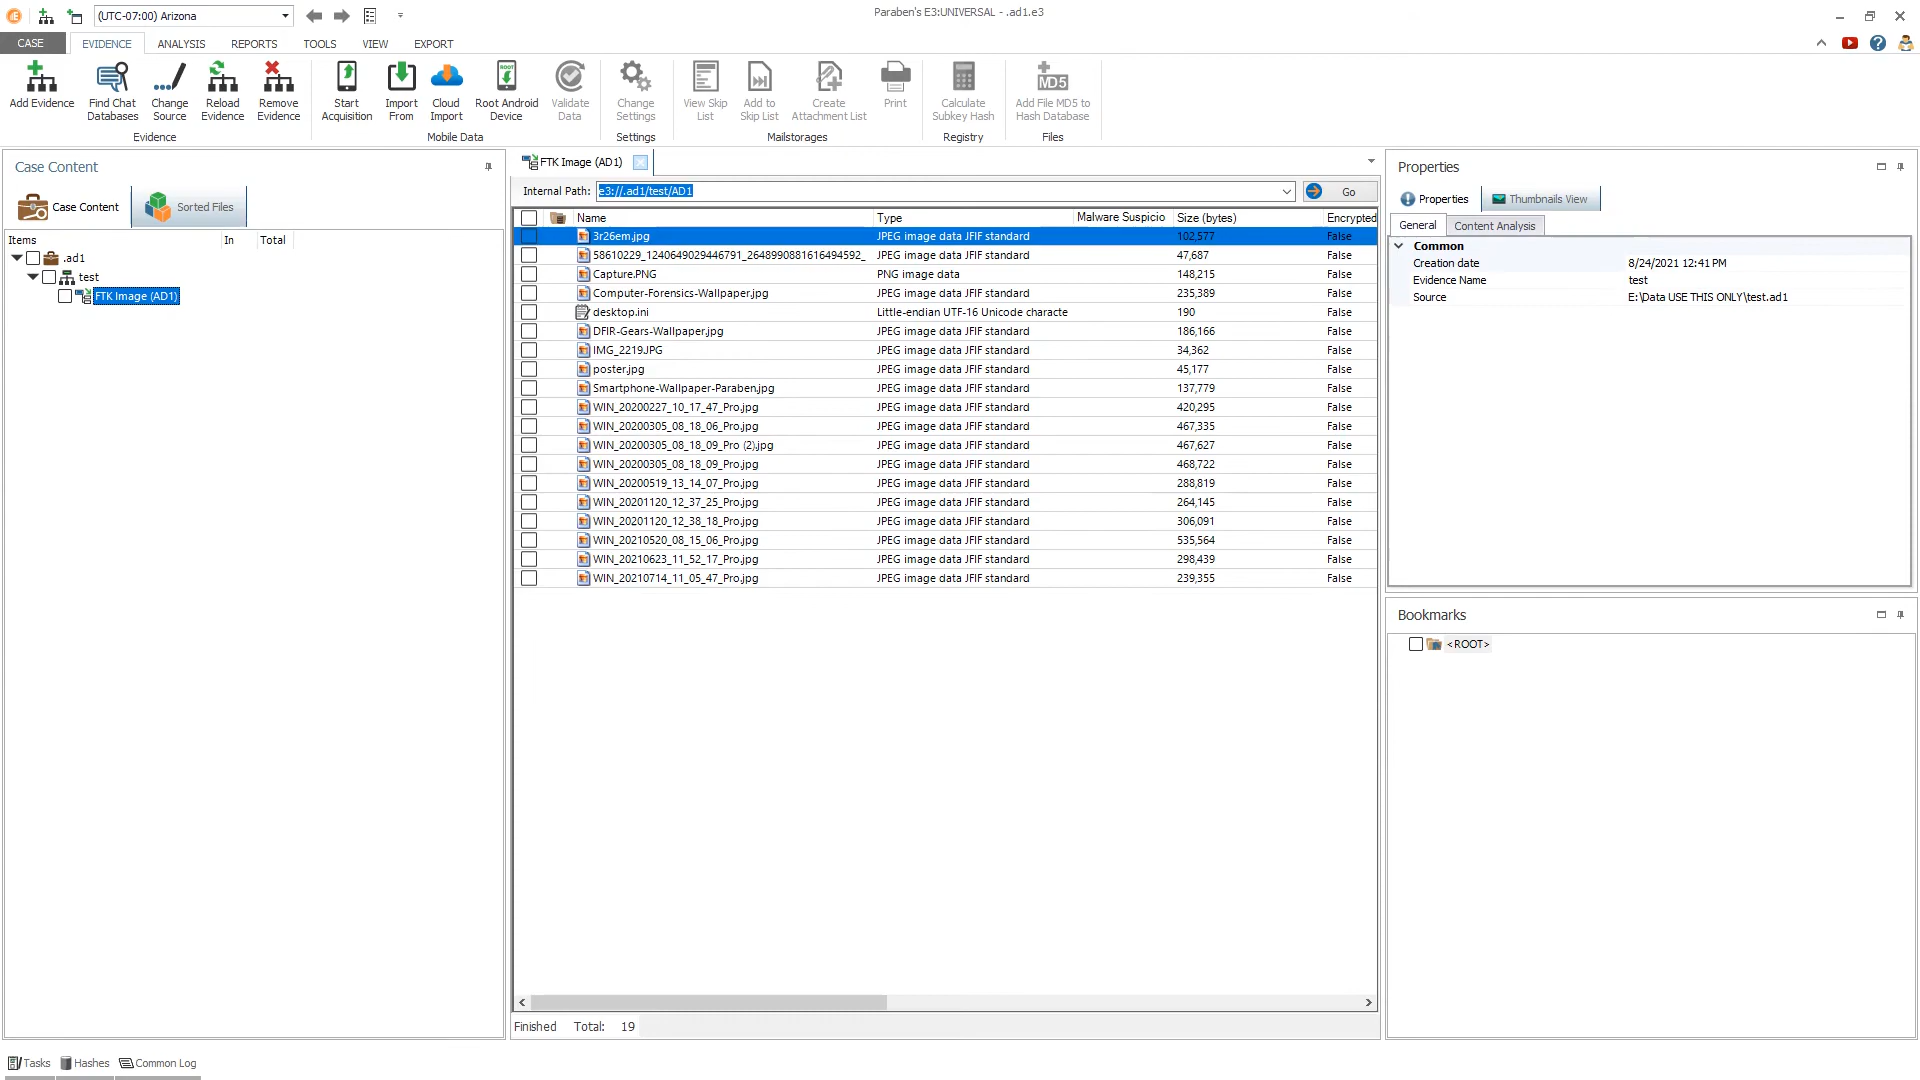 (UTC-07:00) Arizona
Paraben's E3:UNIVERSAL - .ad1.e3
CASE EVIDENCE ANALYSIS REPORTS TOOLS VIEW EXPORT
Add Evidence
Find Chat Databases
Change Source
Reload Evidence
Remove Evidence
Evidence
Start Acquisition
Import From
Cloud Import
ROOT
Root Android Device
Validate Data
Mobile Data
Change Settings
Settings
View Skip List
Add to Skip List
Create Attachment List
Print
Mailstorages
Calculate Subkey Hash
Registry
MD5
Add File MD5 to Hash Database
Files
Case Content
Case Content Sorted Files
Items In Total
.ad1
test
FTK Image (AD1)
FTK Image (AD1)
Internal Path: e3://.ad1/test/AD1 Go
Name Type Malware Suspicio Size (bytes) Encrypted
3r26em.jpg JPEG image data JFIF standard 102,577 False
58610229_1240649029446791_2648990881616494592_ JPEG image data JFIF standard 47,687 False
Capture.PNG PNG image data 148,215 False
Computer-Forensics-Wallpaper.jpg JPEG image data JFIF standard 235,389 False
desktop.ini Little-endian UTF-16 Unicode characte 190 False
DFIR-Gears-Wallpaper.jpg JPEG image data JFIF standard 186,166 False
IMG_2219.JPG JPEG image data JFIF standard 34,362 False
poster.jpg JPEG image data JFIF standard 45,177 False
Smartphone-Wallpaper-Paraben.jpg JPEG image data JFIF standard 137,779 False
WIN_20200227_10_17_47_Pro.jpg JPEG image data JFIF standard 420,295 False
WIN_20200305_08_18_06_Pro.jpg JPEG image data JFIF standard 467,335 False
WIN_20200305_08_18_09_Pro (2).jpg JPEG image data JFIF standard 467,627 False
WIN_20200305_08_18_09_Pro.jpg JPEG image data JFIF standard 468,722 False
WIN_20200519_13_14_07_Pro.jpg JPEG image data JFIF standard 288,819 False
WIN_20201120_12_37_25_Pro.jpg JPEG image data JFIF standard 264,145 False
WIN_20201120_12_38_18_Pro.jpg JPEG image data JFIF standard 306,091 False
WIN_20210520_08_15_06_Pro.jpg JPEG image data JFIF standard 535,564 False
WIN_20210623_11_52_17_Pro.jpg JPEG image data JFIF standard 298,439 False
WIN_20210714_11_05_47_Pro.jpg JPEG image data JFIF standard 239,355 False
Finished Total: 19
Properties
Properties Thumbnails View
General Content Analysis
Common
Creation date 8/24/2021 12:41 PM
Evidence Name test
Source E:\Data USE THIS ONLY\test.ad1
Bookmarks
<ROOT>
Tasks Hashes Common Log